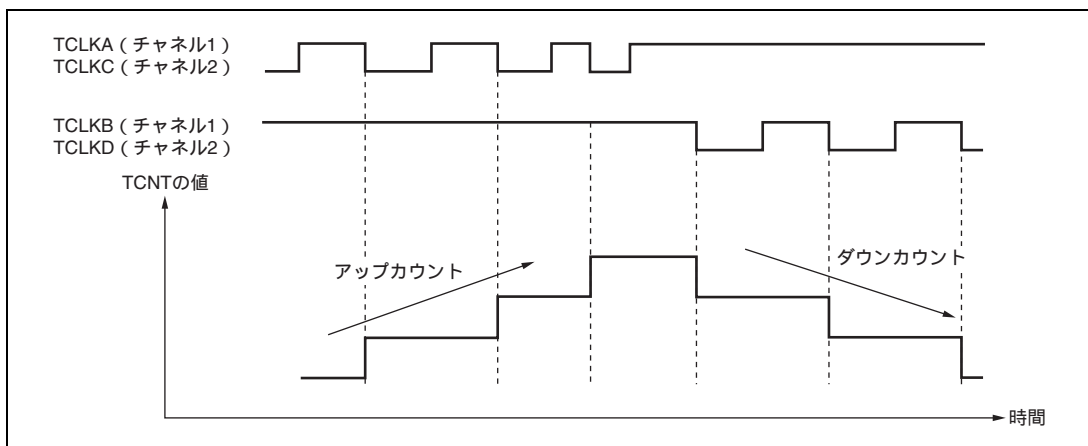 TCLKA（チャネル1）
TCLKC（チャネル2）
TCLKB（チャネル1）
TCLKD（チャネル2）
TCNTの値
アップカウント
ダウンカウント
時間